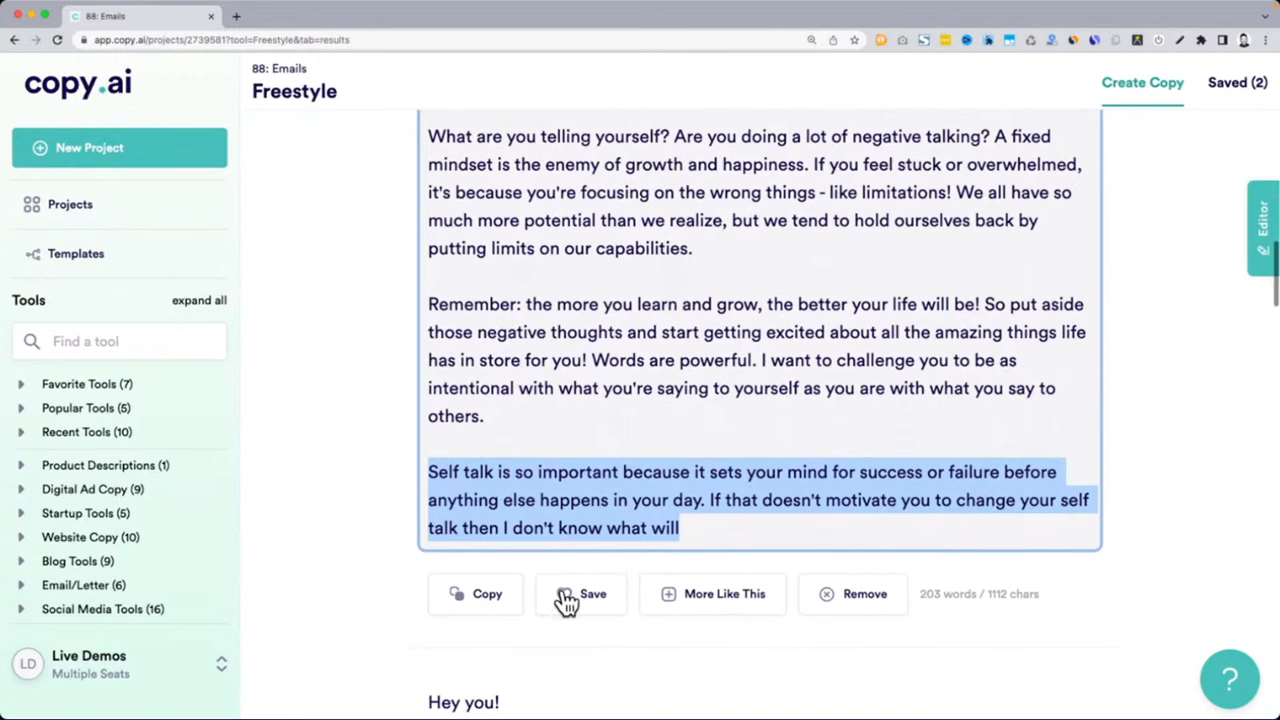 88: Emails
app.copy.ai/projects/2739581?tool=Freestyle&tab=results
copy.ai
88: Emails
Freestyle
Create Copy
Saved (2)
New Project
Projects
Templates
Tools
expand all
Find a tool
Favorite Tools (7)
Popular Tools (5)
Recent Tools (10)
Product Descriptions (1)
Digital Ad Copy (9)
Startup Tools (5)
Website Copy (10)
Blog Tools (9)
Email/Letter (6)
Social Media Tools (16)
LD
Live Demos
Multiple Seats
What are you telling yourself? Are you doing a lot of negative talking? A fixed
mindset is the enemy of growth and happiness. If you feel stuck or overwhelmed,
it's because you're focusing on the wrong things - like limitations! We all have so
much more potential than we realize, but we tend to hold ourselves back by
putting limits on our capabilities.
Remember: the more you learn and grow, the better your life will be! So put aside
those negative thoughts and start getting excited about all the amazing things life
has in store for you! Words are powerful. I want to challenge you to be as
intentional with what you're saying to yourself as you are with what you say to
others.
Self talk is so important because it sets your mind for success or failure before
anything else happens in your day. If that doesn't motivate you to change your self
talk then I don't know what will
Copy
Save
More Like This
Remove
203 words / 1112 chars
Hey you!
Editor
?